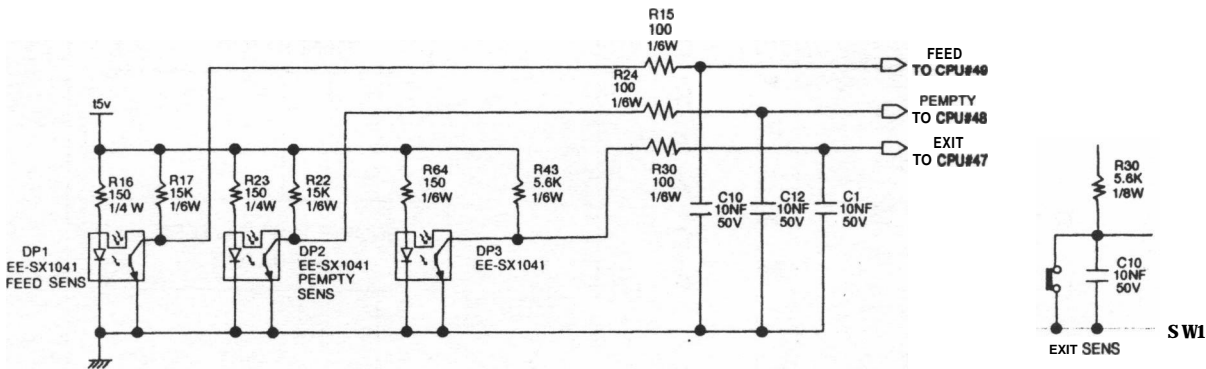 R15
100
1/6W
FEED
TO CPU#49
R24
100
1/6W
PEMPTY
TO CPU#48
t5v
EXIT
TO CPU#47
R30
100
1/6W
R16
150
1/4 W
R17
15K
1/6W
R23
150
1/4W
R22
15K
1/6W
R64
150
1/6W
R43
5.6K
1/6W
C10
10NF
50V
C12
10NF
50V
C1
10NF
50V
DP1
EE-SX1041
FEED SENS
DP2
EE-SX1041
PEMPTY
SENS
DP3
EE-SX1041
R30
5.6K
1/8W
C10
10NF
50V
SW1
EXIT SENS